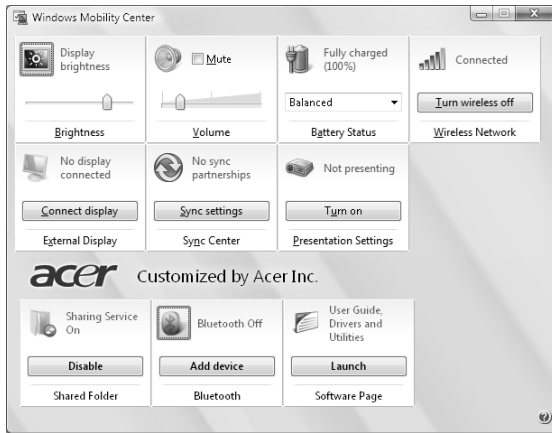 Windows Mobility Center
Display
brightness
Brightness
Mute
Volume
Fully charged
(100%)
Balanced
Battery Status
Connected
Turn wireless off
Wireless Network
No display
connected
Connect display
External Display
No sync
partnerships
Sync settings
Sync Center
Not presenting
Turn on
Presentation Settings
acer Customized by Acer Inc.
Sharing Service
On
Disable
Shared Folder
Bluetooth Off
Add device
Bluetooth
User Guide,
Drivers and
Utilities
Launch
Software Page